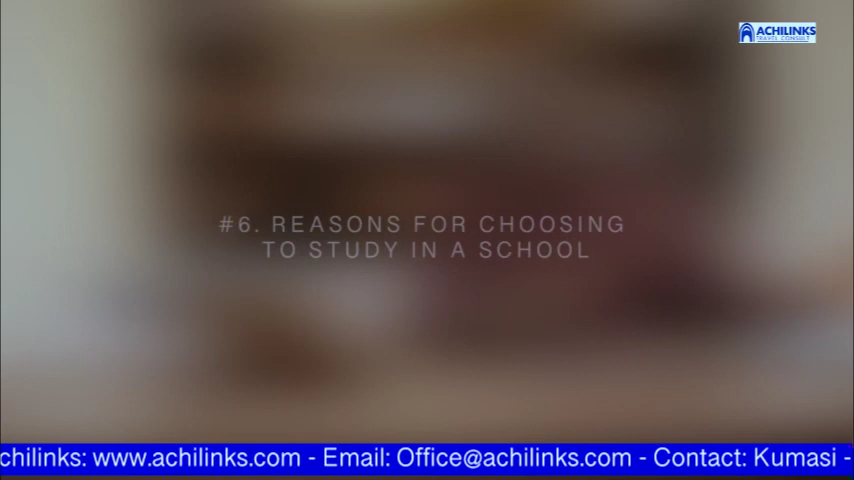 ACHILINKS
TRAVEL CONSULT
#6. REASONS FOR CHOOSING
TO STUDY IN A SCHOOL
chilinks: www.achilinks.com - Email: Office@achilinks.com - Contact: Kumasi -